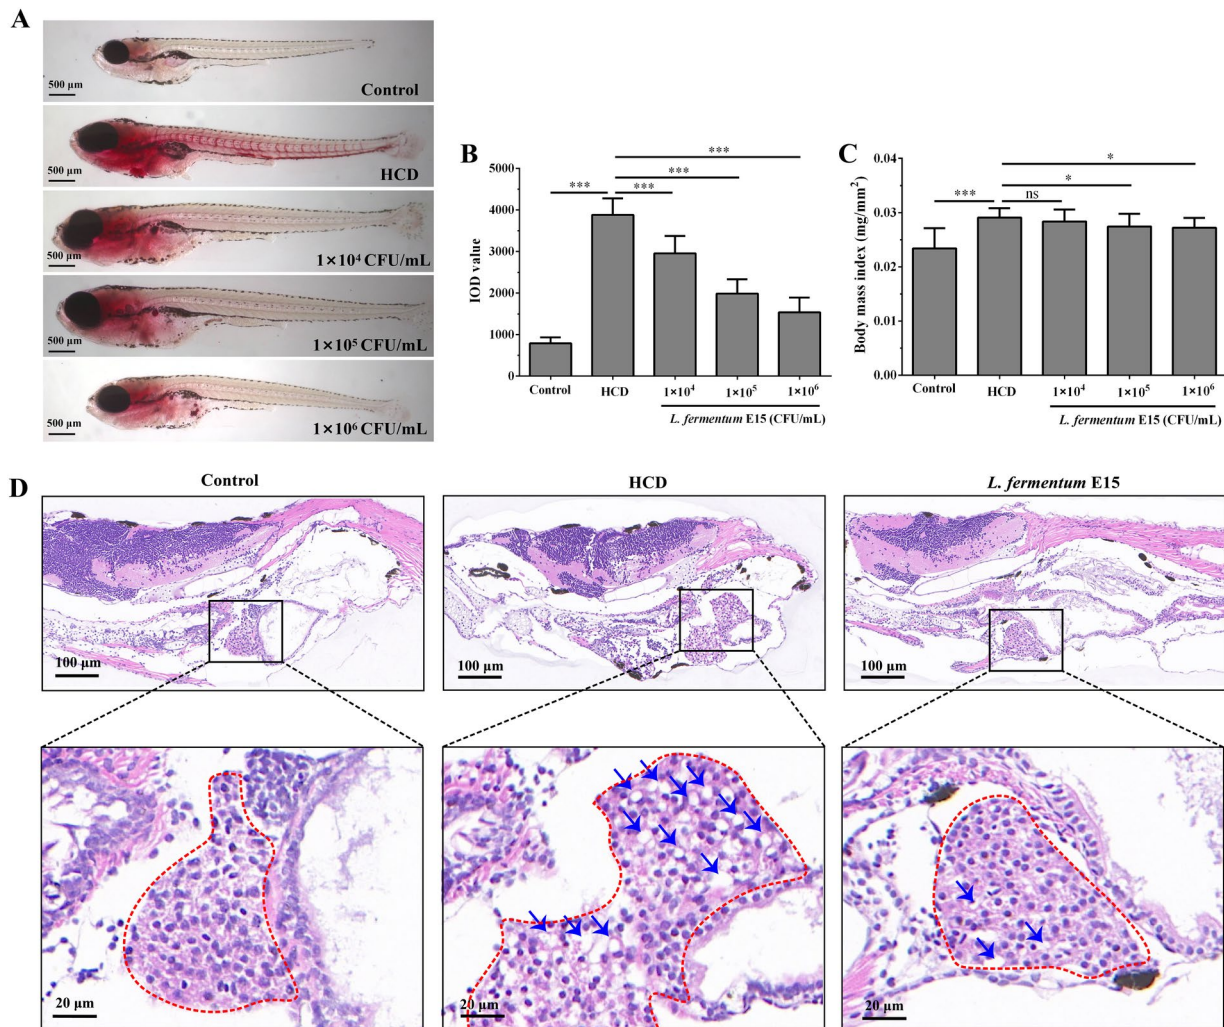 A
500 µm
Control
500 µm
HCD
500 µm
1×10⁴ CFU/mL
500 µm
1×10⁵ CFU/mL
500 µm
1×10⁶ CFU/mL
B
IOD value
5000
4000
3000
2000
1000
0
***
***
***
***
Control
HCD
1×10⁴
1×10⁵
1×10⁶
L. fermentum E15 (CFU/mL)
C
Body mass index (mg/mm²)
0.04
0.03
0.02
0.01
0.00
*
*
***
ns
Control
HCD
1×10⁴
1×10⁵
1×10⁶
L. fermentum E15 (CFU/mL)
D
Control
HCD
L. fermentum E15
100 µm
100 µm
100 µm
20 µm
20 µm
20 µm